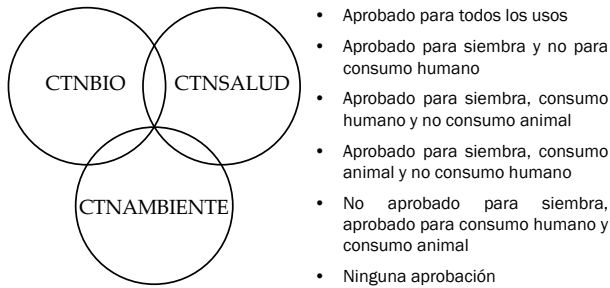 CTNBIO
CTNSALUD
CTNAMBIENTE
• Aprobado para todos los usos
• Aprobado para siembra y no para
consumo humano
• Aprobado para siembra, consumo
humano y no consumo animal
• Aprobado para siembra, consumo
animal y no consumo humano
• No aprobado para siembra,
aprobado para consumo humano y
consumo animal
• Ninguna aprobación